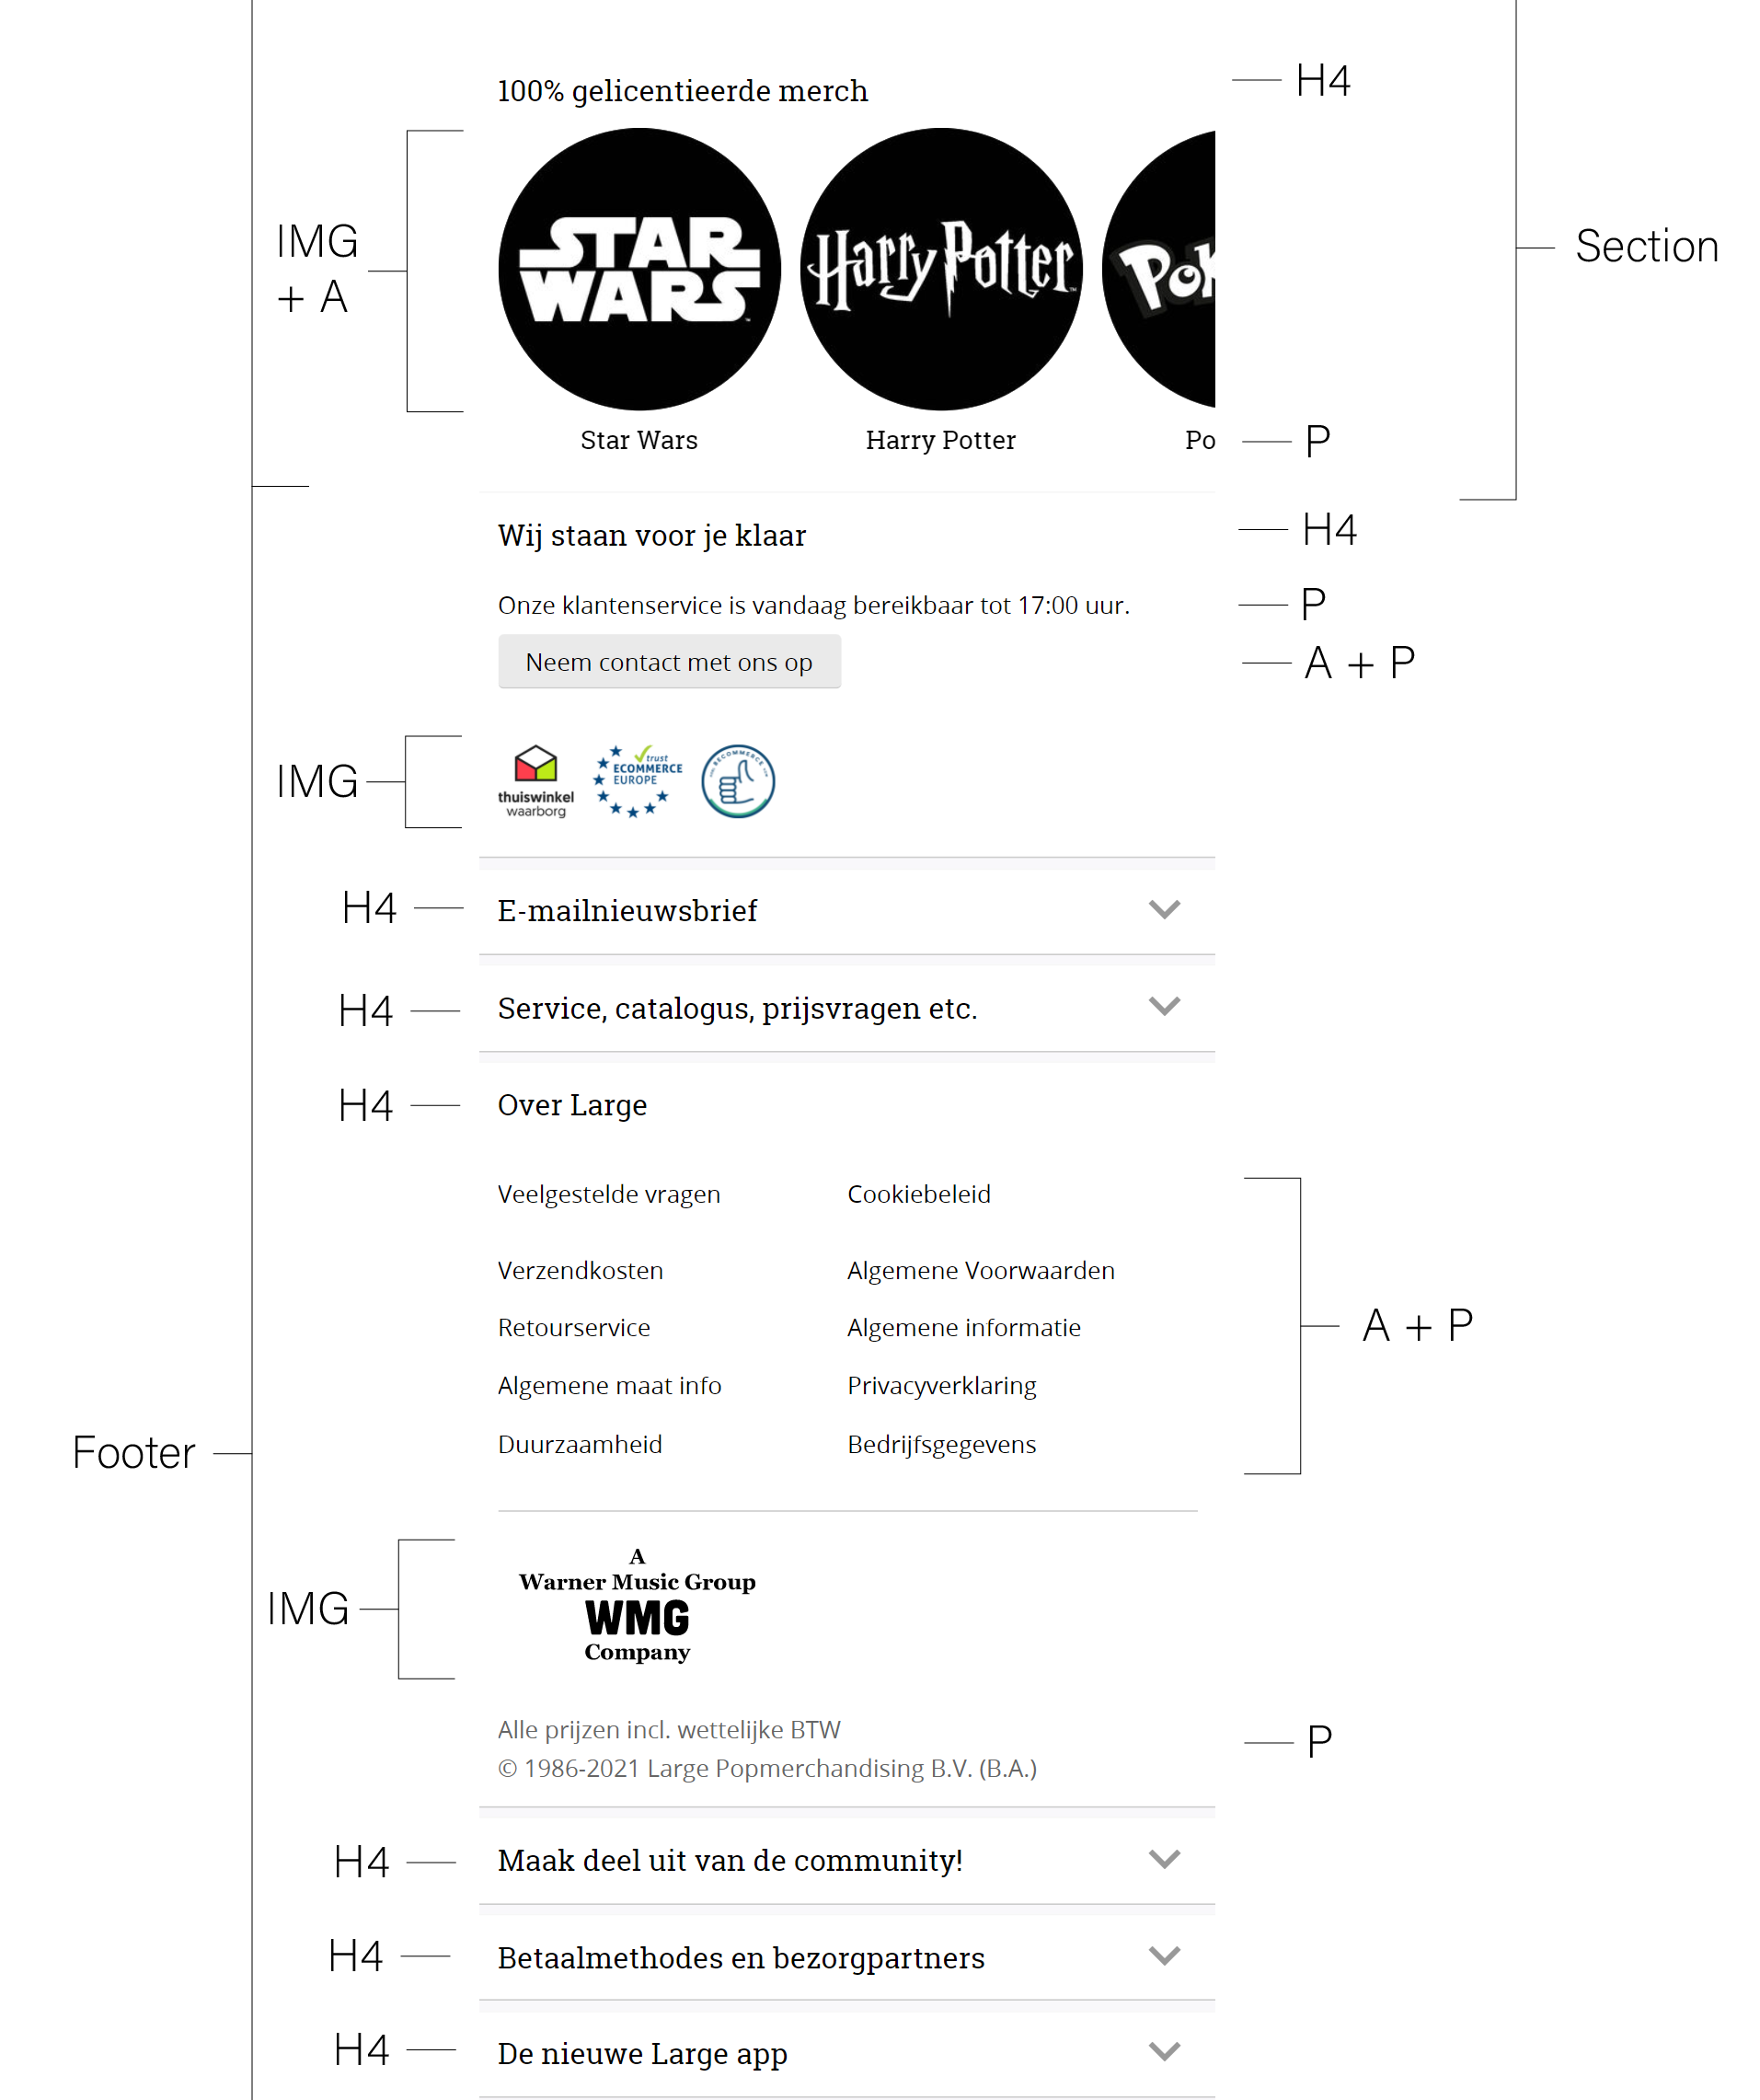 100% gelicentieerde merch
H4
IMG
+ A
STAR
WARS
Harry Potter
Section
Star Wars
Harry Potter
Po
P
Wij staan voor je klaar
H4
Onze klantenservice is vandaag bereikbaar tot 17:00 uur.
P
Neem contact met ons op
A + P
IMG
thuiswinkel
waarborg
trust
ECOMMERCE
EUROPE
BECOMMERCE
H4
E-mailnieuwsbrief
H4
Service, catalogus, prijsvragen etc.
H4
Over Large
Veelgestelde vragen
Cookiebeleid
Verzendkosten
Algemene Voorwaarden
Retourservice
Algemene informatie
A + P
Algemene maat info
Privacyverklaring
Duurzaamheid
Bedrijfsgegevens
Footer
IMG
A
Warner Music Group
WMG
Company
Alle prijzen incl. wettelijke BTW
© 1986-2021 Large Popmerchandising B.V. (B.A.)
P
H4
Maak deel uit van de community!
H4
Betaalmethodes en bezorgpartners
H4
De nieuwe Large app